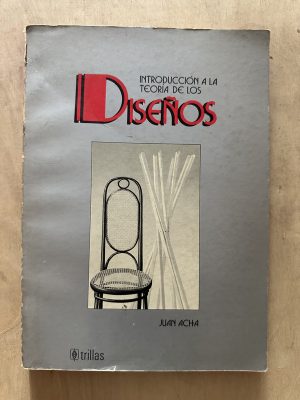 INTRODUCCIÓN A LA
TEORÍA DE LOS
DISEÑOS
JUAN ACHA
trillas